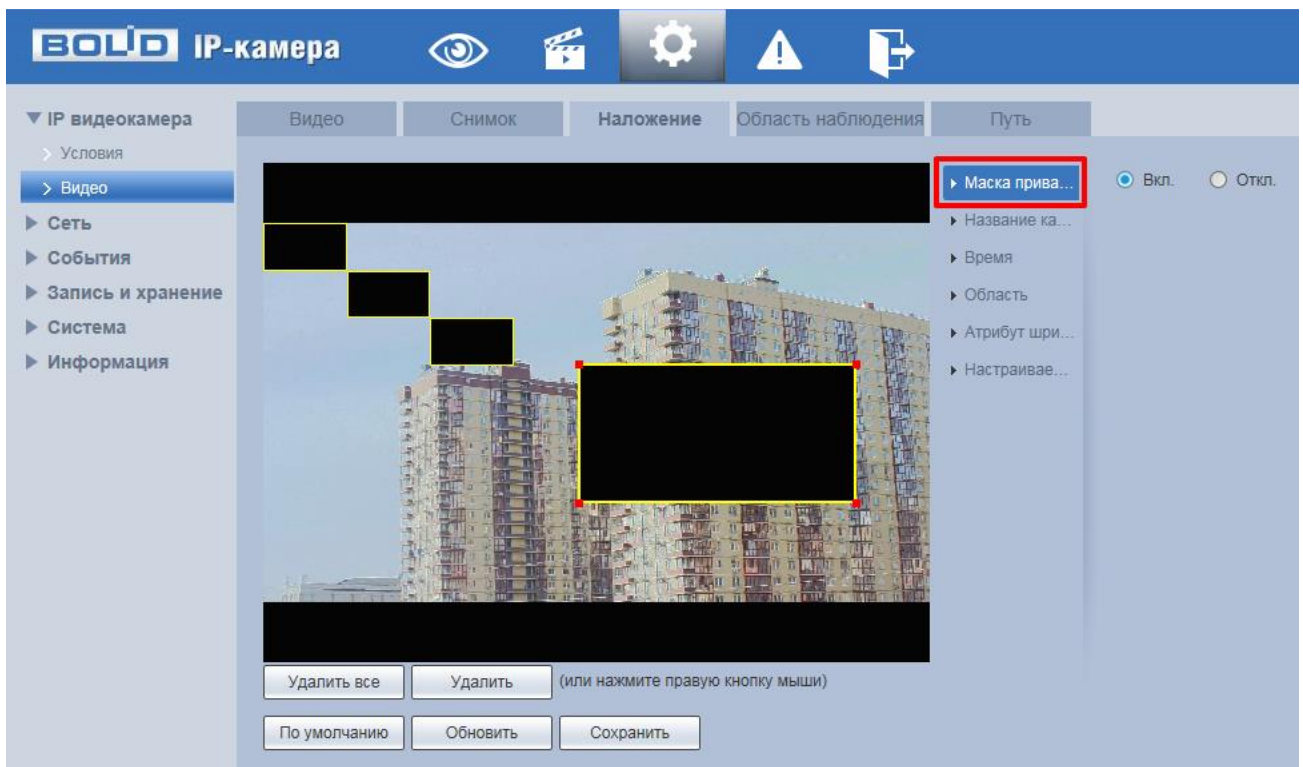 BOLID IP-камера
IP видеокамера
Условия
Видео
Сеть
События
Запись и хранение
Система
Информация
Видео Снимок Наложение Область наблюдения Путь
Маска прива... Вкл. Откл.
Название ка...
Время
Область
Атрибут шри...
Настраивае...
Удалить все Удалить (или нажмите правую кнопку мыши)
По умолчанию Обновить Сохранить